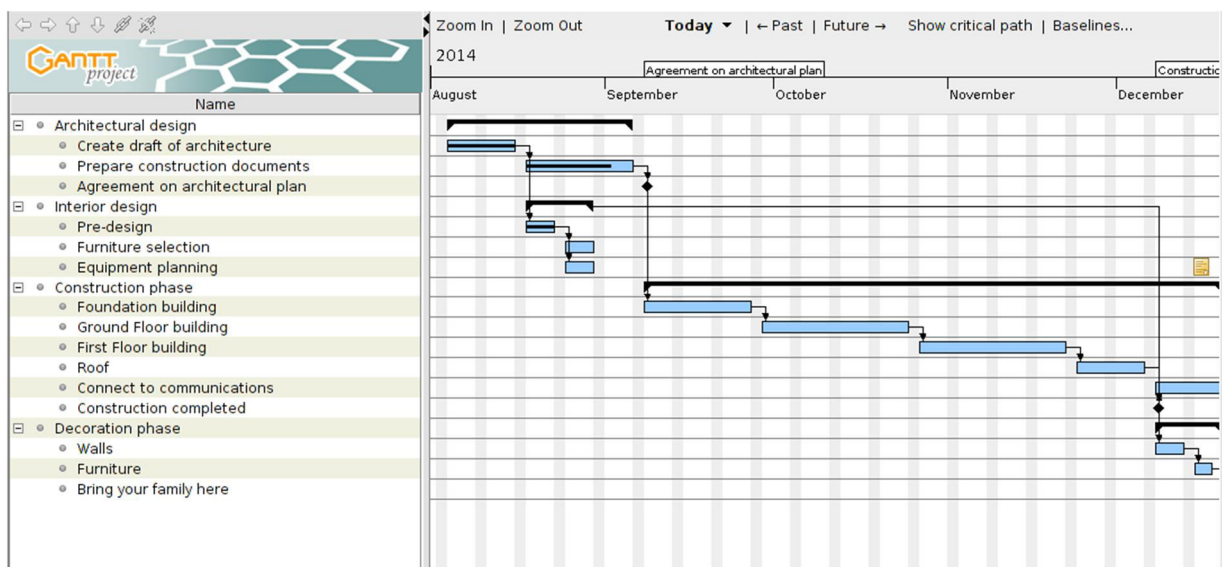 Zoom In | Zoom Out Today ▼ | ← Past | Future → Show critical path | Baselines...
2014
GANTT
project
Agreement on architectural plan Constructio
Name
August September October November December
Architectural design
Create draft of architecture
Prepare construction documents
Agreement on architectural plan
Interior design
Pre-design
Furniture selection
Equipment planning
Construction phase
Foundation building
Ground Floor building
First Floor building
Roof
Connect to communications
Construction completed
Decoration phase
Walls
Furniture
Bring your family here